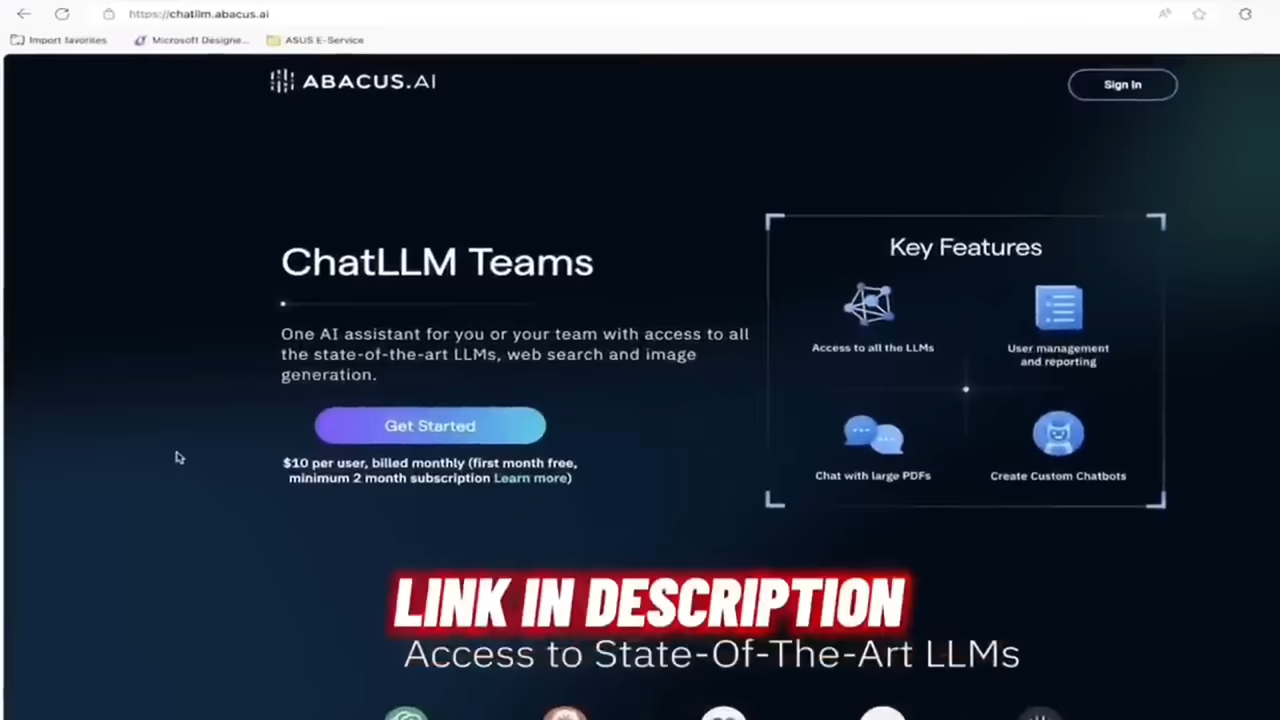 https://chatllm.abacus.ai
Import favorites
Microsoft Designe...
ASUS E-Service
ABACUS.AI
Sign In
ChatLLM Teams
One AI assistant for you or your team with access to all
the state-of-the-art LLMs, web search and image
generation.
Get Started
$10 per user, billed monthly (first month free,
minimum 2 month subscription Learn more)
Key Features
Access to all the LLMs
User management
and reporting
Chat with large PDFs
Create Custom Chatbots
LINK IN DESCRIPTION
Access to State-Of-The-Art LLMs